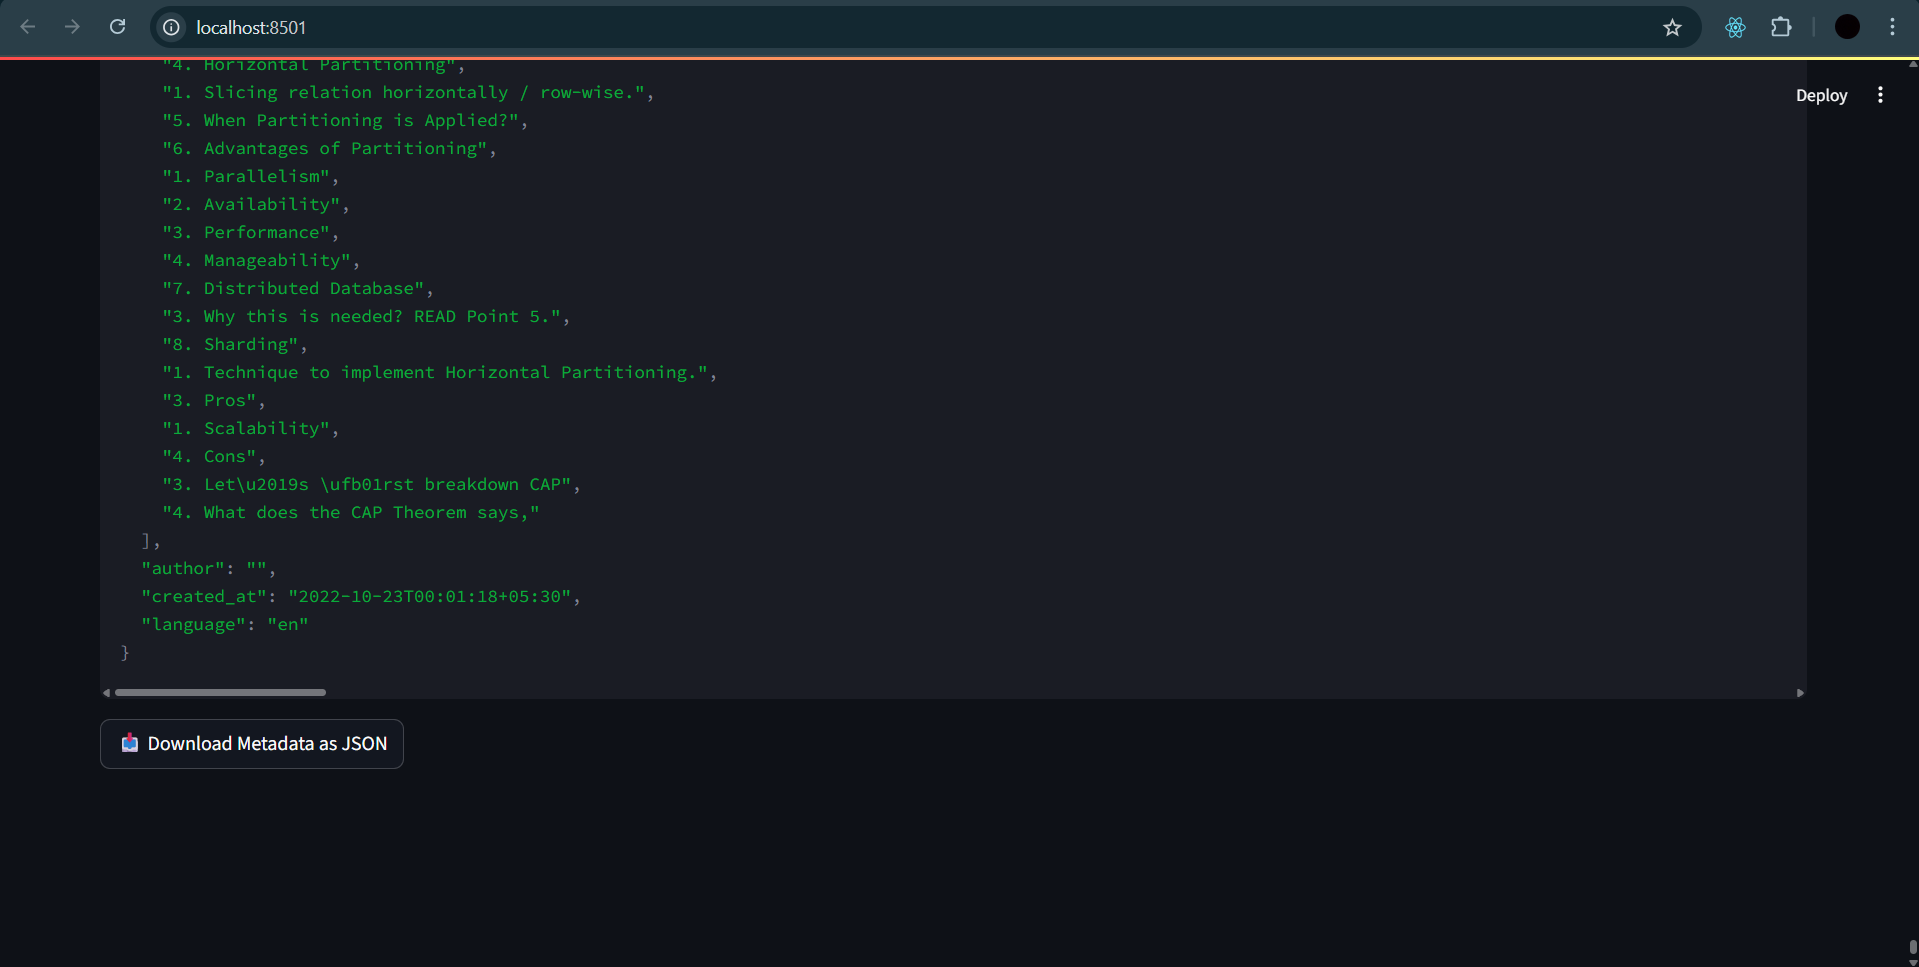 localhost:8501
"4. Horizontal Partitioning",
"1. Slicing relation horizontally / row-wise.",
Deploy
"5. When Partitioning is Applied?",
"6. Advantages of Partitioning",
"1. Parallelism",
"2. Availability",
"3. Performance",
"4. Manageability",
"7. Distributed Database",
"3. Why this is needed? READ Point 5.",
"8. Sharding",
"1. Technique to implement Horizontal Partitioning.",
"3. Pros",
"1. Scalability",
"4. Cons",
"3. Let\u2019s \ufb01rst breakdown CAP",
"4. What does the CAP Theorem says,"
],
"author": "",
"created_at": "2022-10-23T00:01:18+05:30",
"language": "en"
}
Download Metadata as JSON